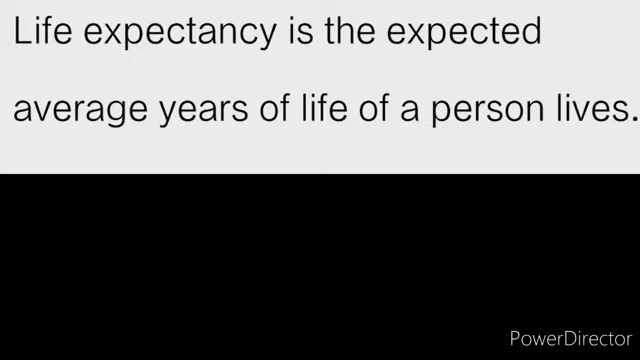 Life expectancy is the expected
average years of life of a person lives.
PowerDirector